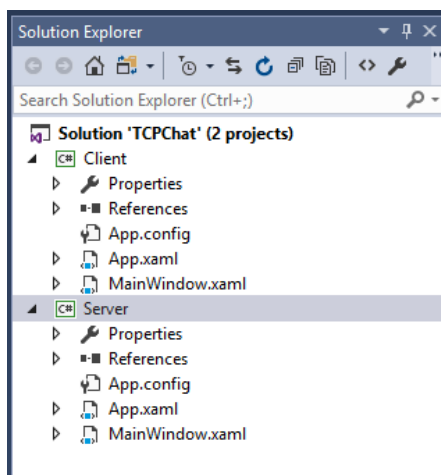 Solution Explorer
Search Solution Explorer (Ctrl+;)
Solution 'TCPChat' (2 projects)
C# Client
Properties
References
App.config
App.xaml
MainWindow.xaml
C# Server
Properties
References
App.config
App.xaml
MainWindow.xaml